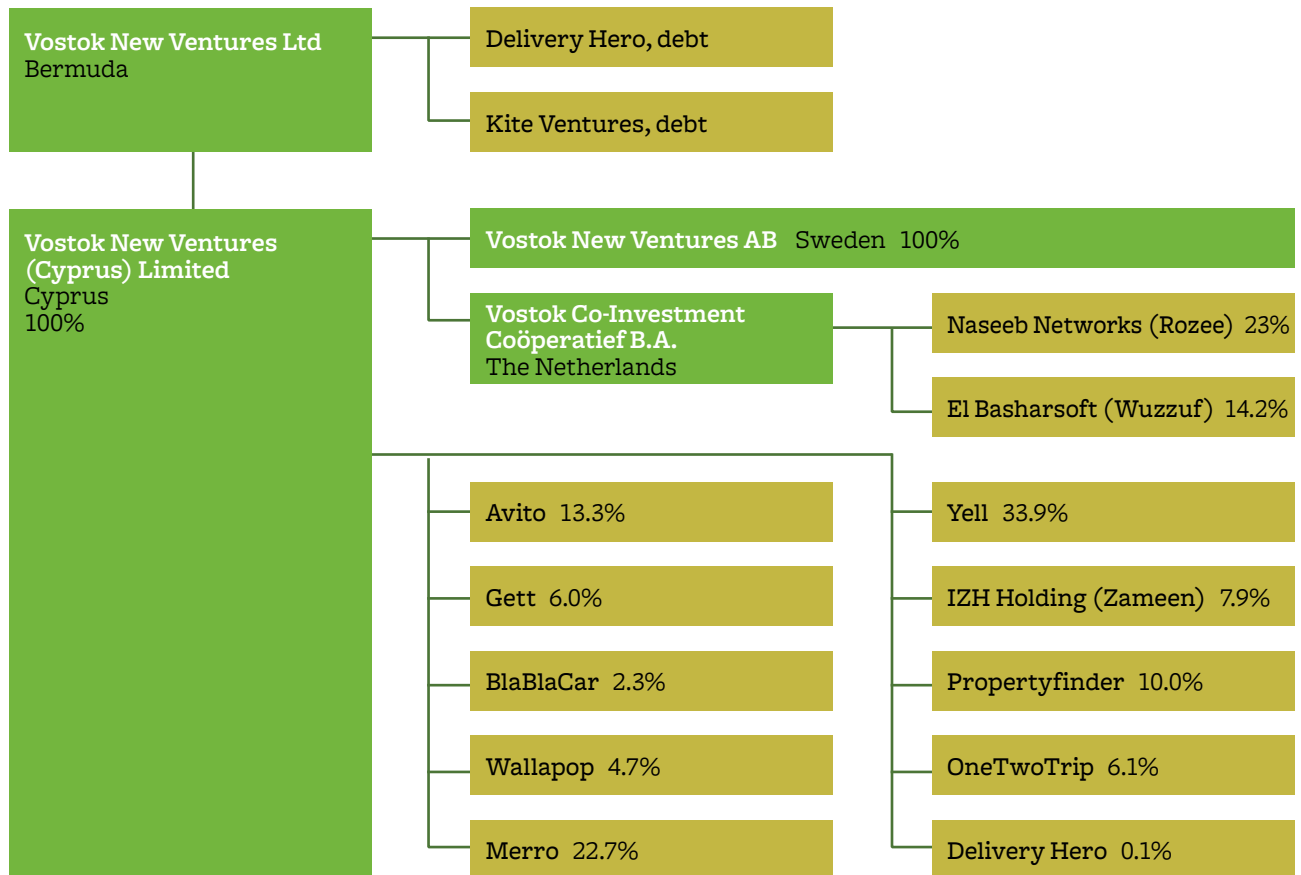 Vostok New Ventures Ltd
Bermuda
Delivery Hero, debt
Kite Ventures, debt
Vostok New Ventures
(Cyprus) Limited
Cyprus
100%
Vostok New Ventures AB Sweden 100%
Vostok Co-Investment
Coöperatief B.A.
The Netherlands
Naseeb Networks (Rozee) 23%
El Basharsoft (Wuzzuf) 14.2%
Avito 13.3%
Gett 6.0%
BlaBlaCar 2.3%
Wallapop 4.7%
Merro 22.7%
Yell 33.9%
IZH Holding (Zameen) 7.9%
Propertyfinder 10.0%
OneTwoTrip 6.1%
Delivery Hero 0.1%